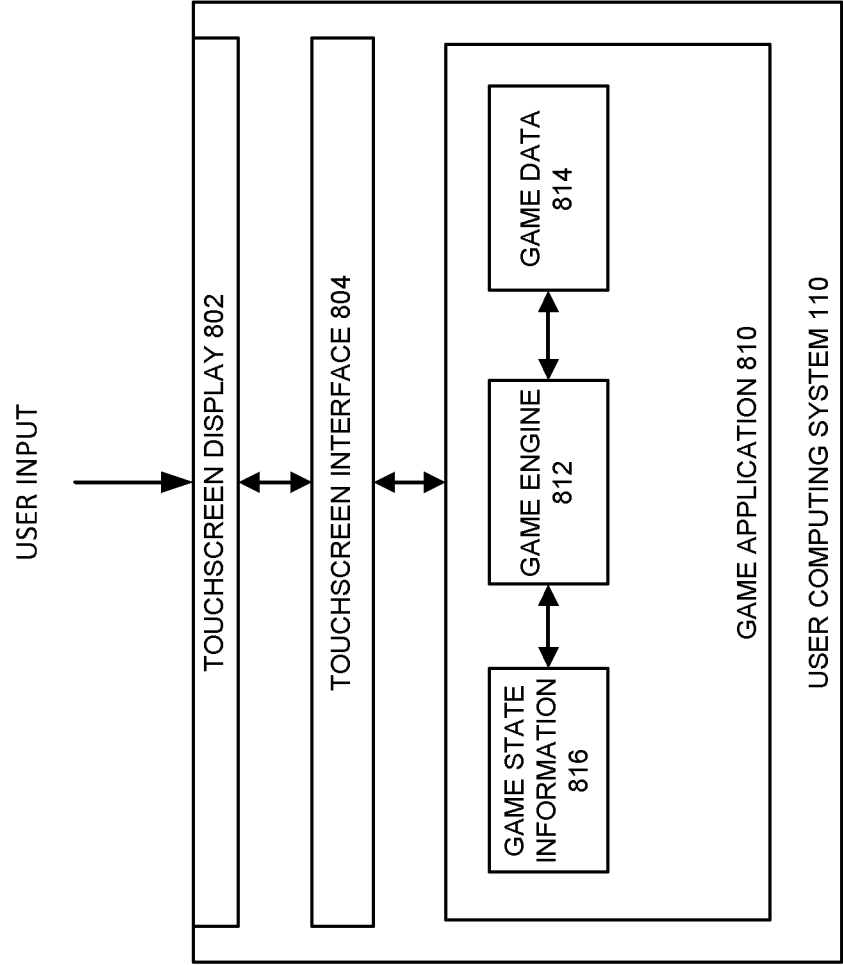 USER INPUT
TOUCHSCREEN DISPLAY 802
TOUCHSCREEN INTERFACE 804
GAME STATE
INFORMATION
816
GAME ENGINE
812
GAME DATA
814
GAME APPLICATION 810
USER COMPUTING SYSTEM 110